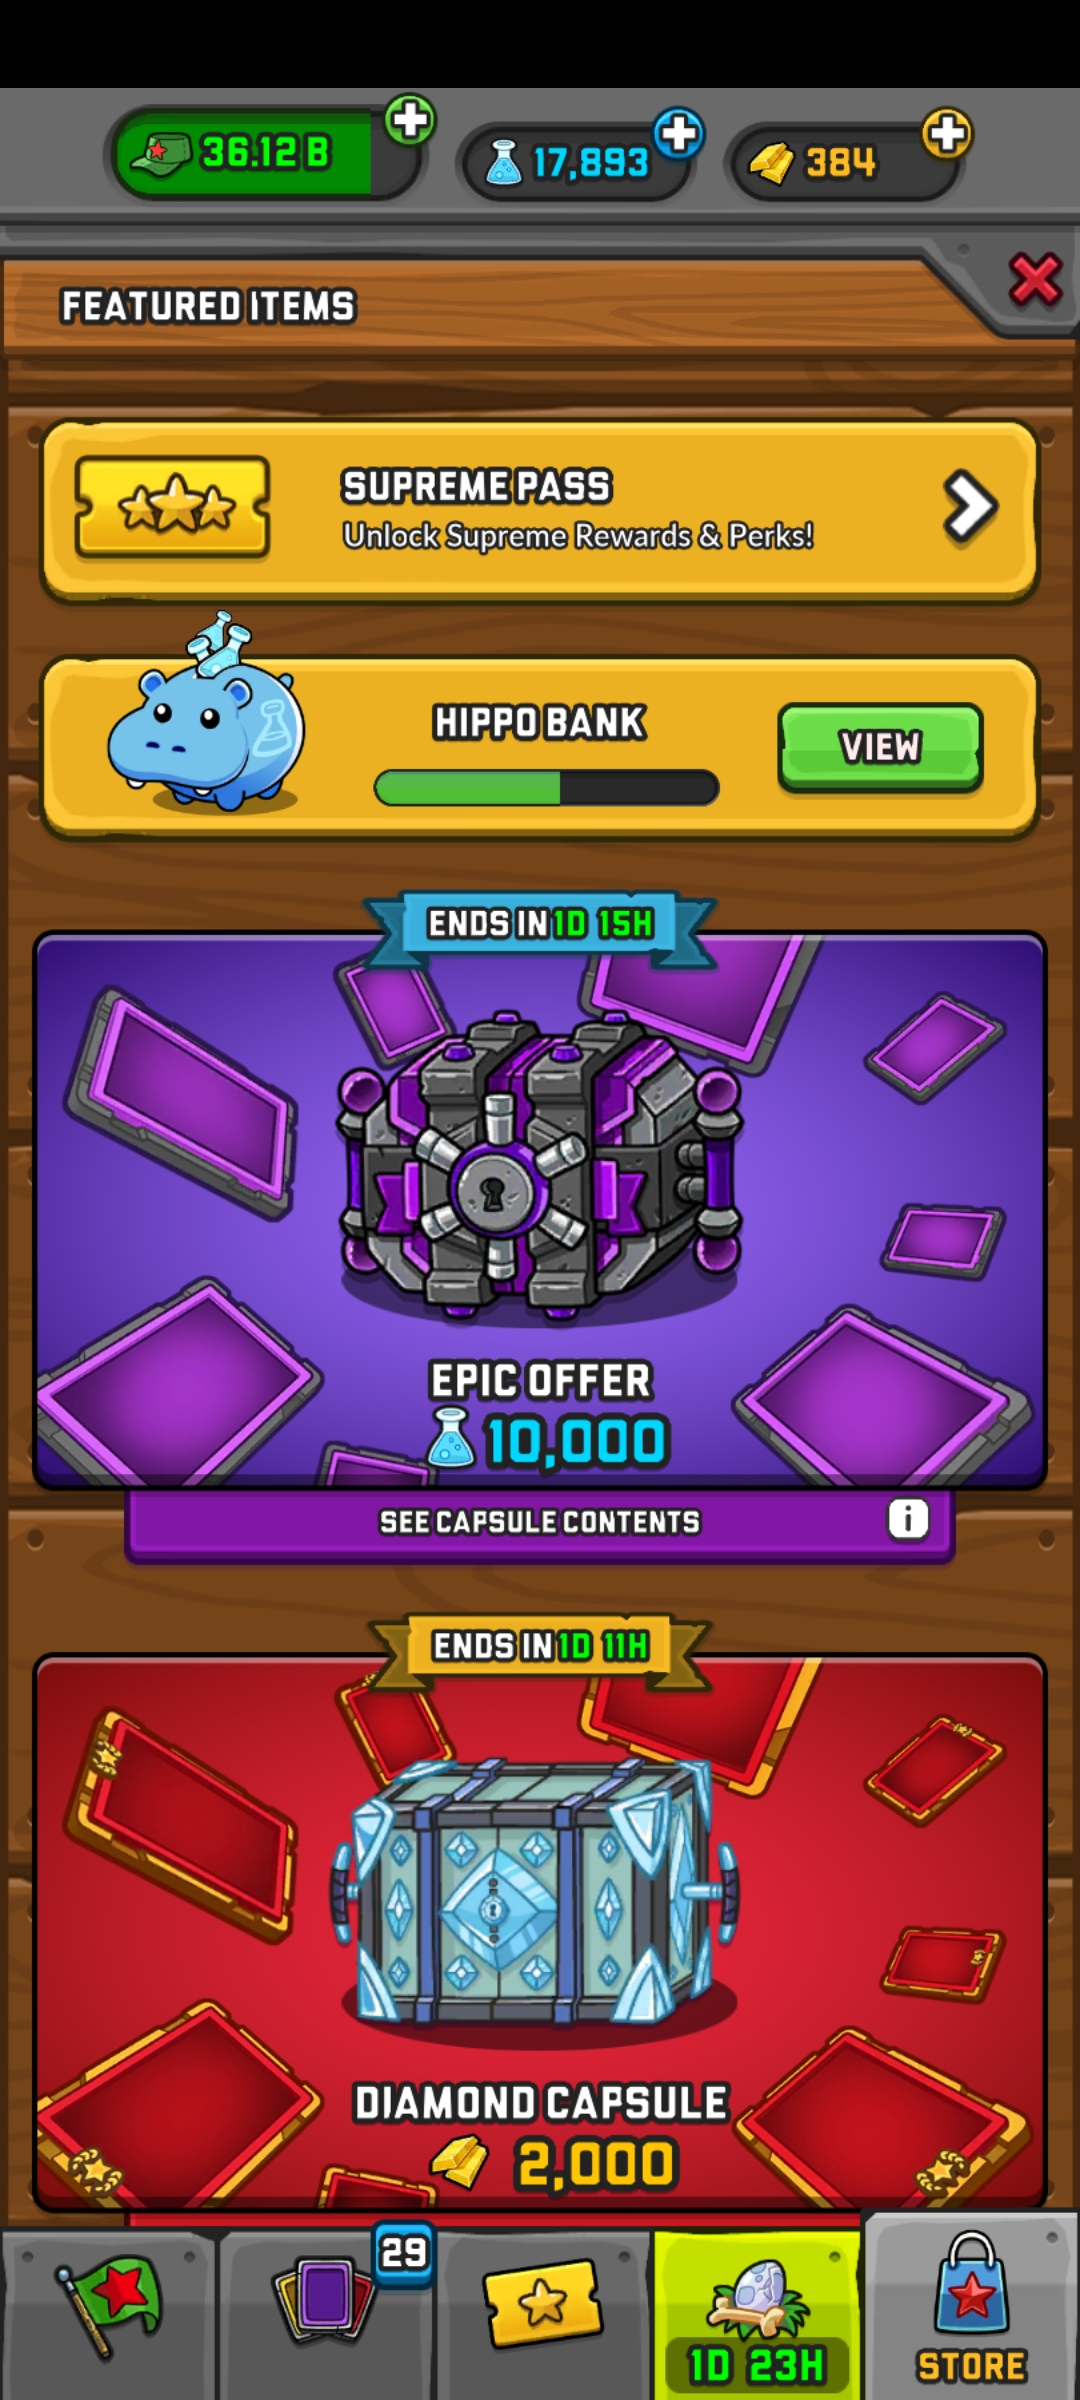 36.12 B
17,893
384
FEATURED ITEMS
SUPREME PASS
Unlock Supreme Rewards & Perks!
HIPPO BANK
VIEW
ENDS IN 1D 15H
EPIC OFFER
10,000
SEE CAPSULE CONTENTS
i
ENDS IN 1D 11H
DIAMOND CAPSULE
2,000
29
1D 23H
STORE